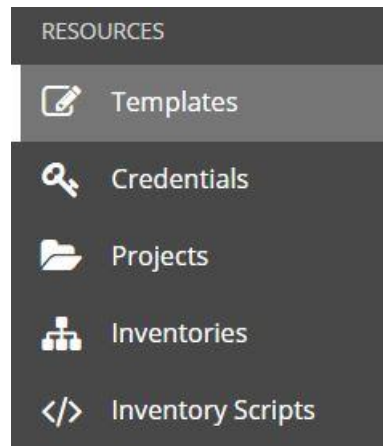 RESOURCES
Templates
Credentials
Projects
Inventories
Inventory Scripts